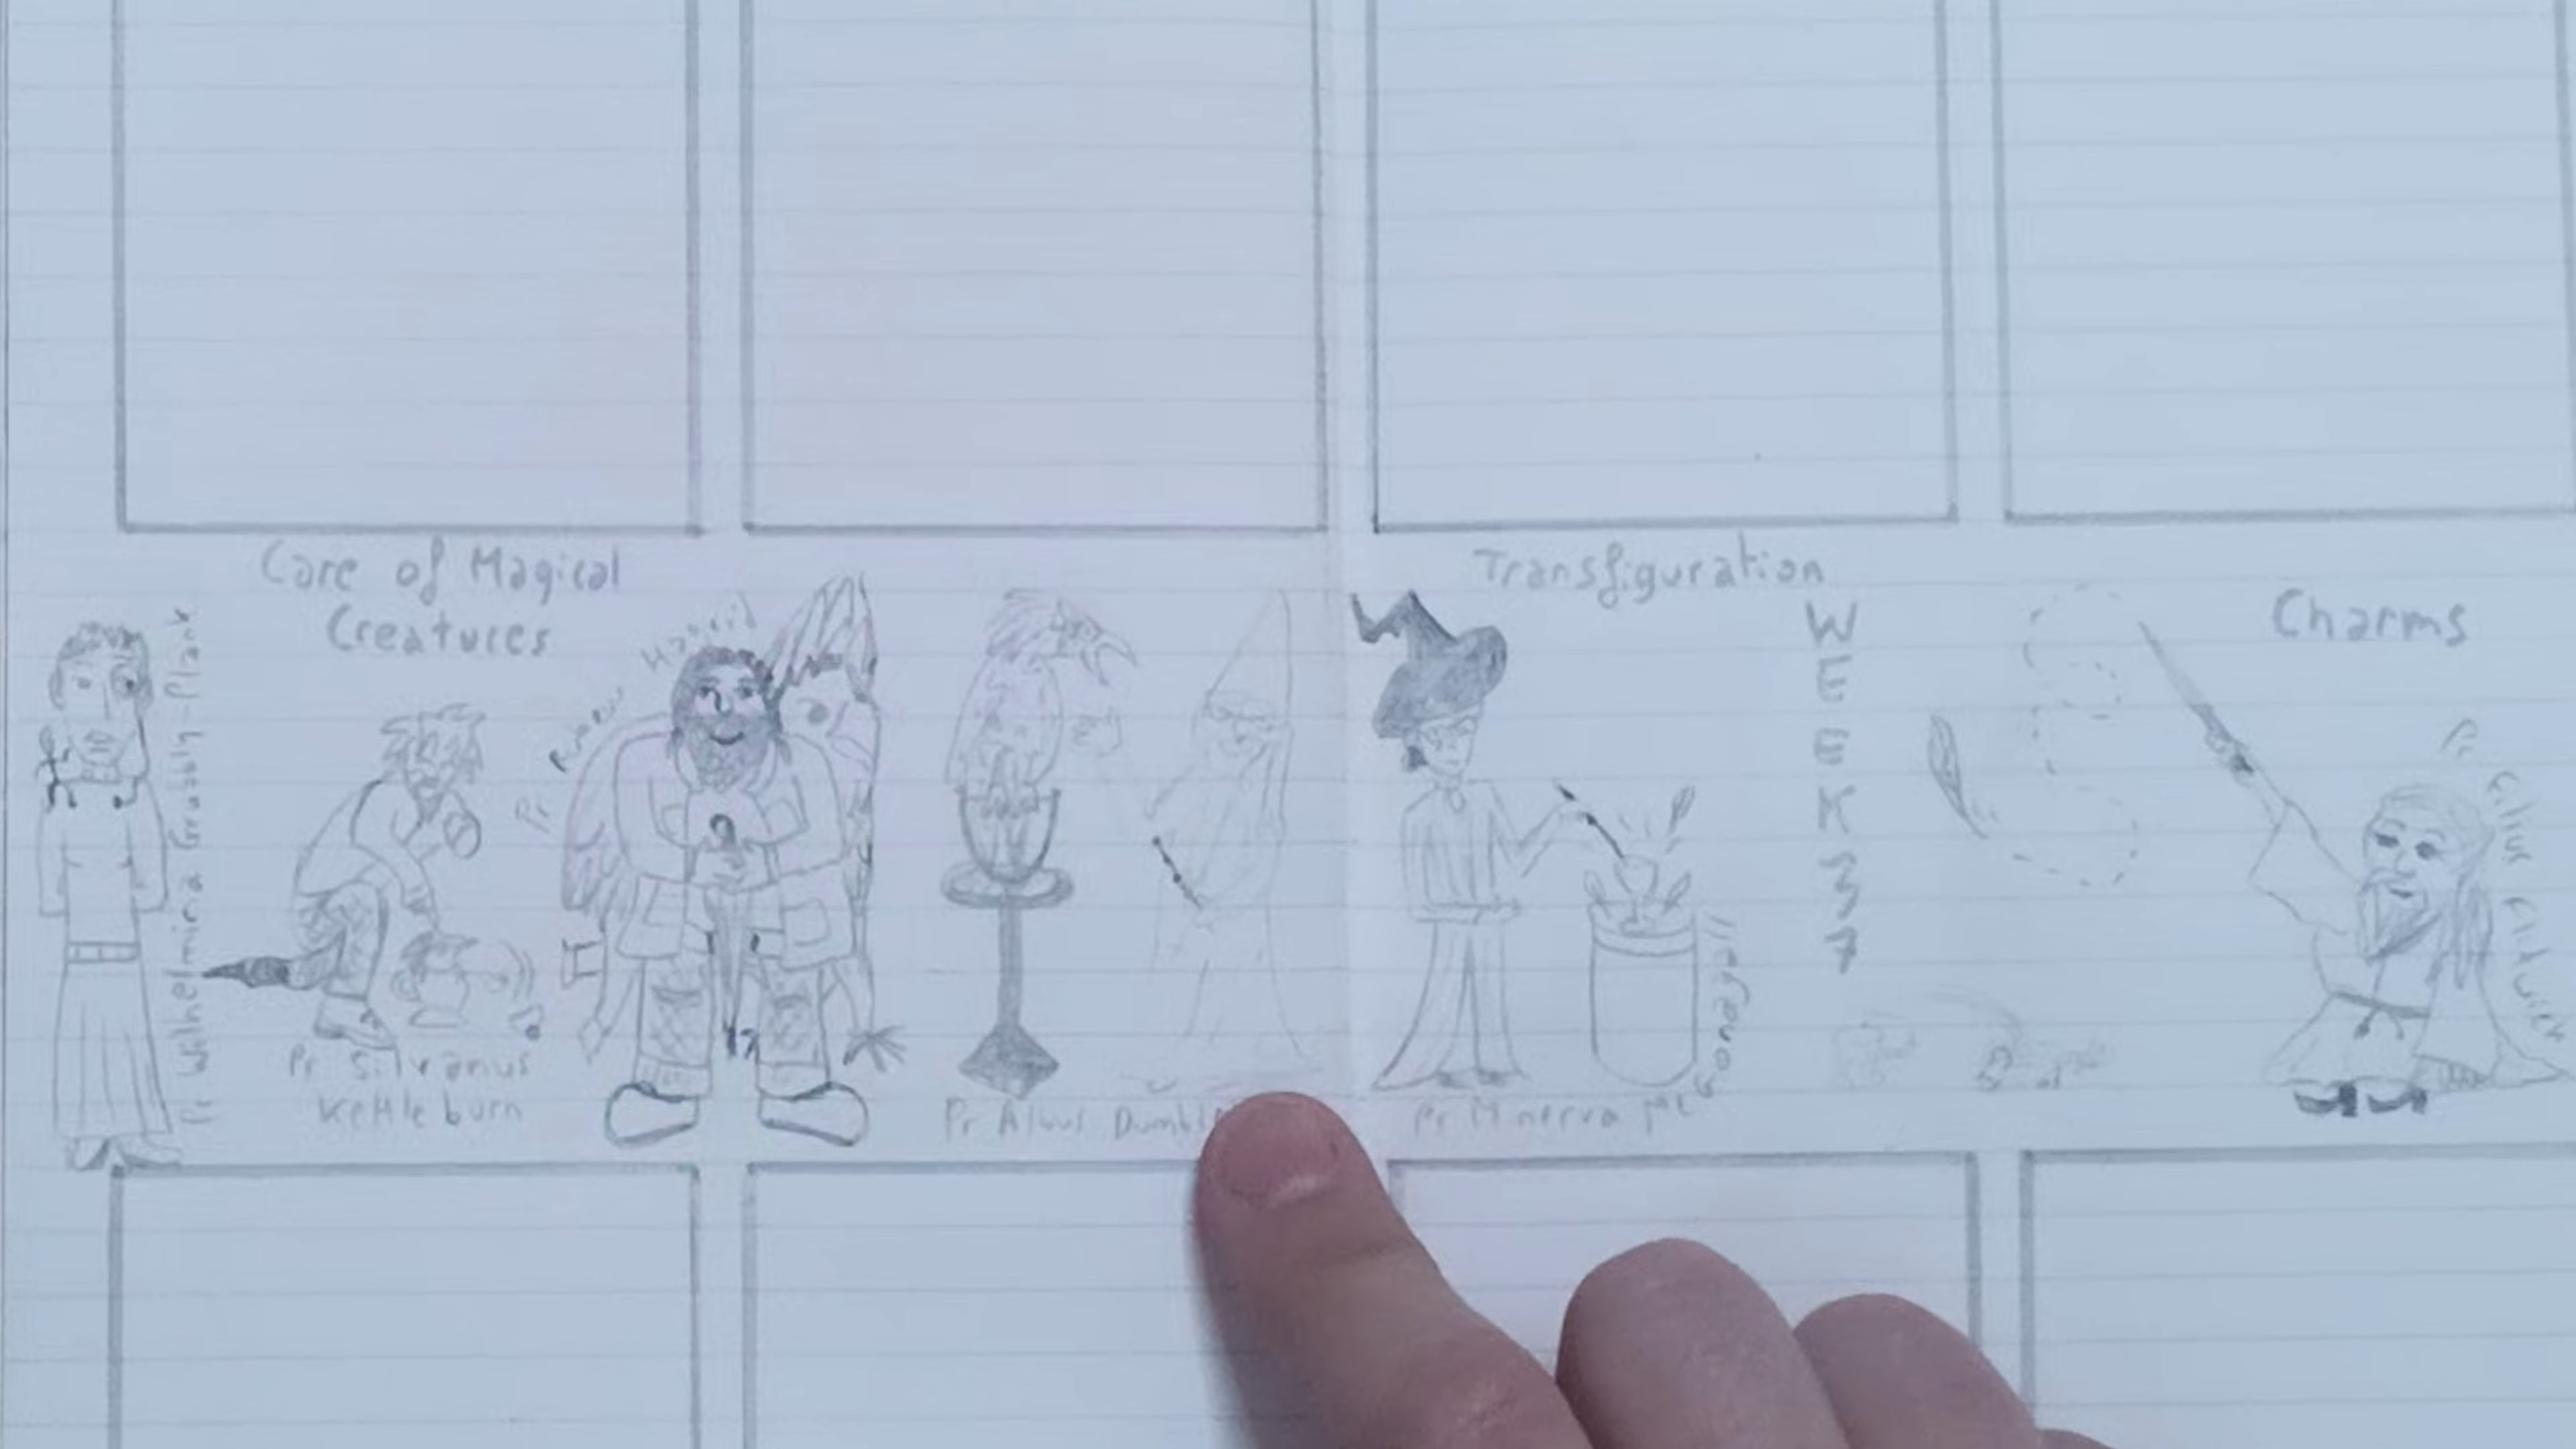 Care of Magical
Creatures
Pr Wilhelmina Grubbly-Plank
Pr Silvanus
Kettleburn
Pr Rubeus Hagrid
Pr Albus
Transfiguration
Pr Minerva McGonagall
WEEK 37
Charms
Pr Filius Flitwick